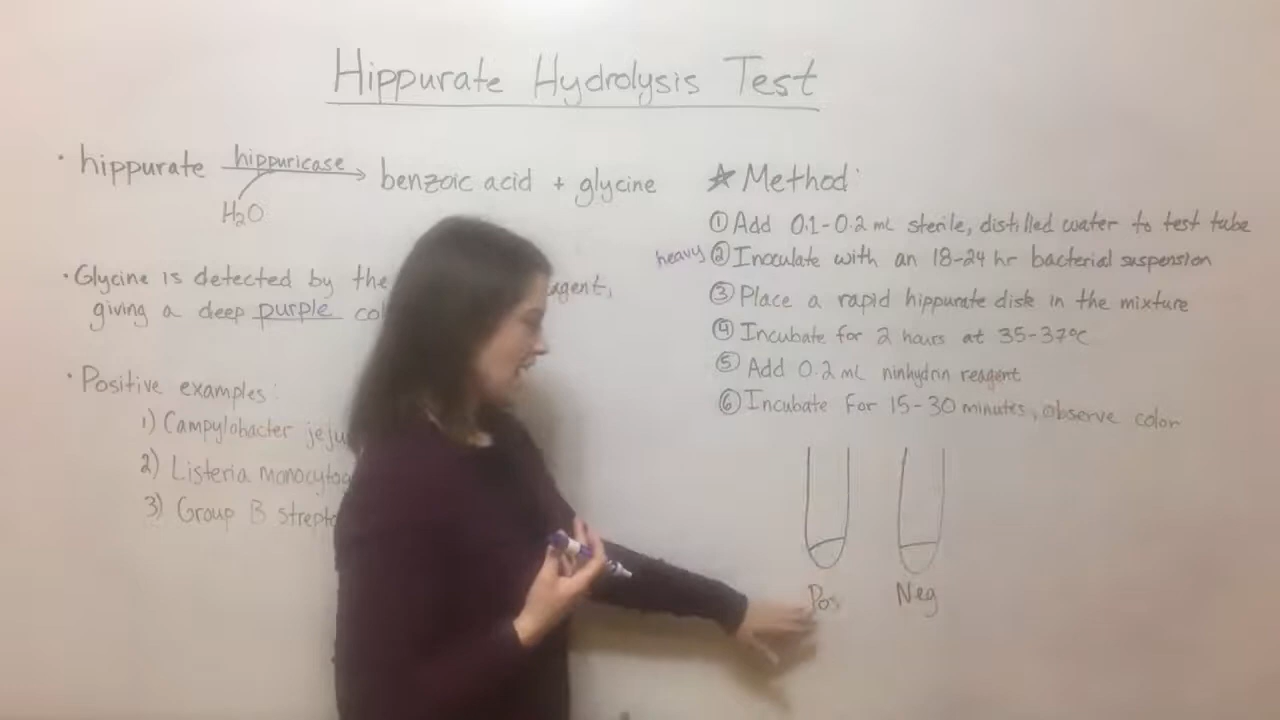 Hippurate Hydrolysis Test
• hippurate hippuricase → benzoic acid + glycine
H₂O
• Glycine is detected by the
giving a deep purple
• Positive examples:
1) Campylobacter
2) Listeria
3) Group B
☆ Method:
① Add 0.1-0.2 mL sterile, distilled water to test tube
heavy ② Inoculate with an 18-24 hr bacterial suspension
③ Place a rapid hippurate disk in the mixture
④ Incubate for 2 hours at 35-37°C
⑤ Add 0.2 mL ninhydrin reagent
⑥ Incubate for 15-30 minutes, observe color
Pos Neg